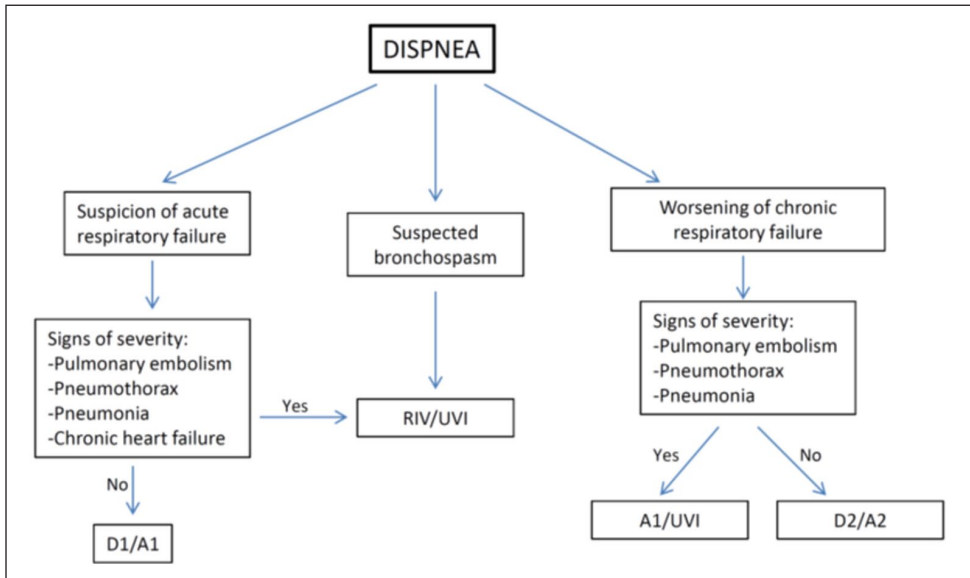 DISPNEA
Suspicion of acute
respiratory failure
Suspected
bronchospasm
Worsening of chronic
respiratory failure
Signs of severity:
-Pulmonary embolism
-Pneumothorax
-Pneumonia
-Chronic heart failure
Signs of severity:
-Pulmonary embolism
-Pneumothorax
-Pneumonia
Yes
RIV/UVI
No
D1/A1
Yes
No
A1/UVI
D2/A2